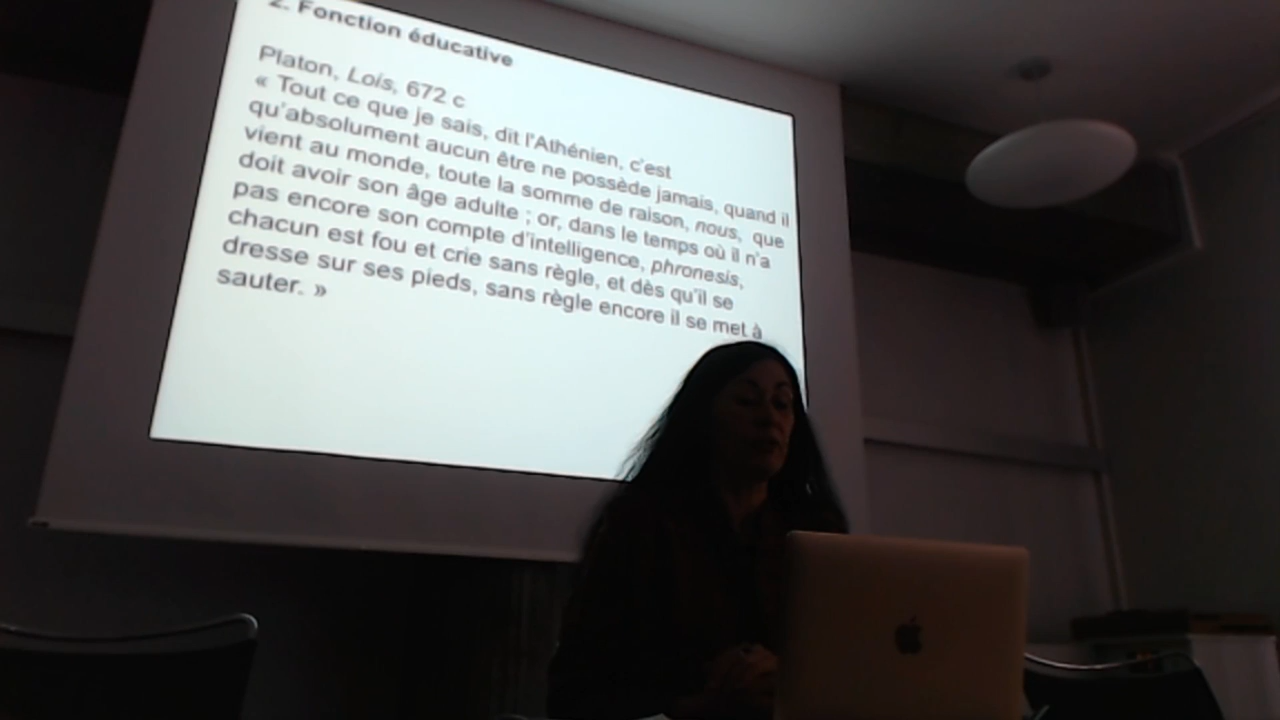 2. Fonction éducative
Platon, Lois, 672 c
« Tout ce que je sais, dit l'Athénien, c'est
qu'absolument aucun être ne possède jamais, quand il
vient au monde, toute la somme de raison, nous, que
doit avoir son âge adulte ; or, dans le temps où il n'a
pas encore son compte d'intelligence, phronesis,
chacun est fou et crie sans règle, et dès qu'il se
dresse sur ses pieds, sans règle encore il se met à
sauter. »